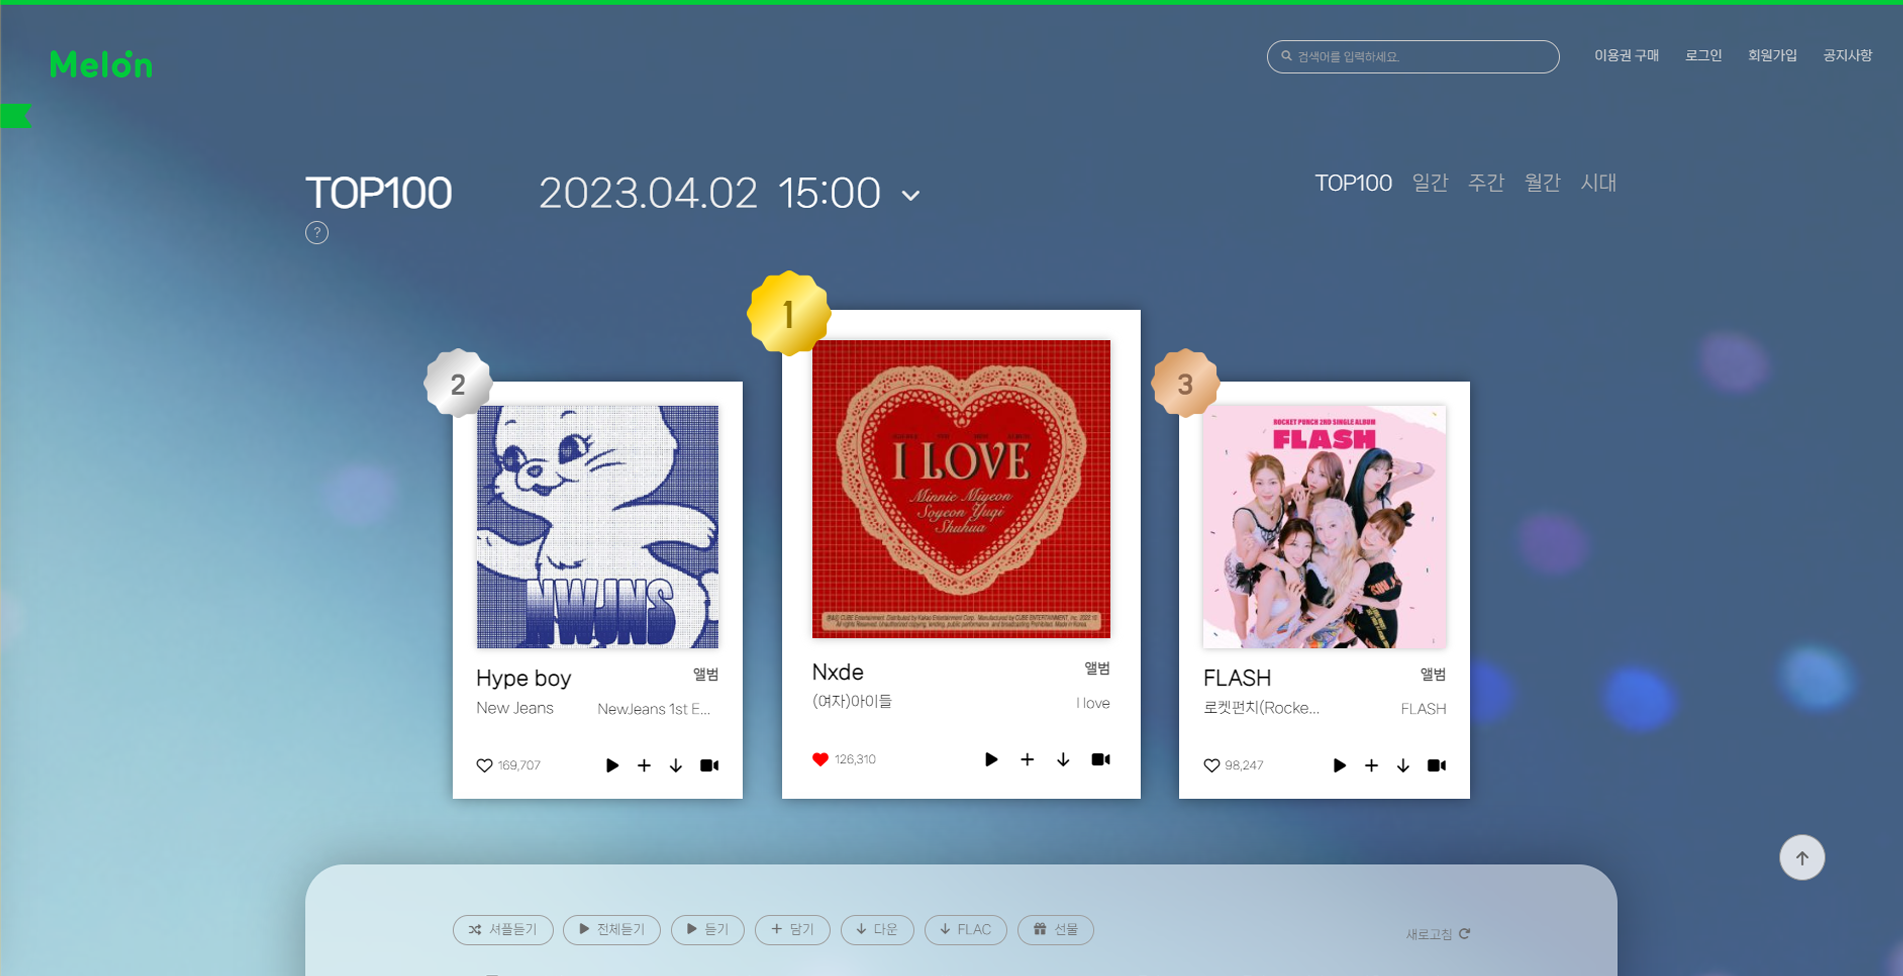 Melon
검색어를 입력하세요.
이용권 구매 로그인 회원가입 공지사항
TOP100 2023.04.02 15:00
TOP100 일간 주간 월간 시대
?
1
2
3
NWJNS
I LOVE
Minnie Miyeon
Soyeon Yuqi
Shuhua
ROCKET PUNCH 2ND SINGLE ALBUM
FLASH
Hype boy 앨범
New Jeans NewJeans 1st E...
169,707
Nxde 앨범
(여자)아이들 I love
126,310
FLASH 앨범
로켓펀치(Rocke... FLASH
98,247
셔플듣기 전체듣기 듣기 담기 다운 FLAC 선물
새로고침